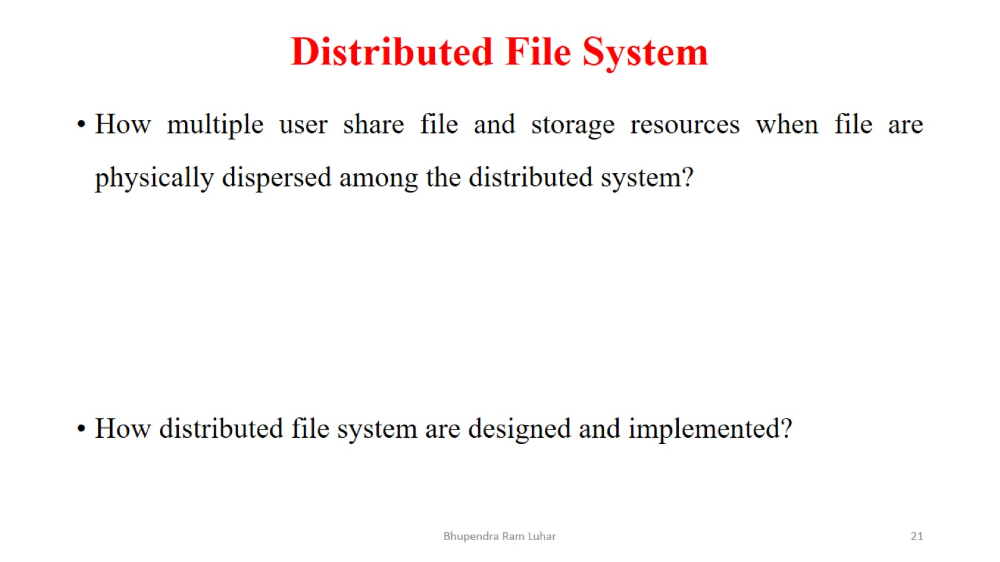 Distributed File System
• How multiple user share file and storage resources when file are
physically dispersed among the distributed system?
• How distributed file system are designed and implemented?
Bhupendra Ram Luhar
21